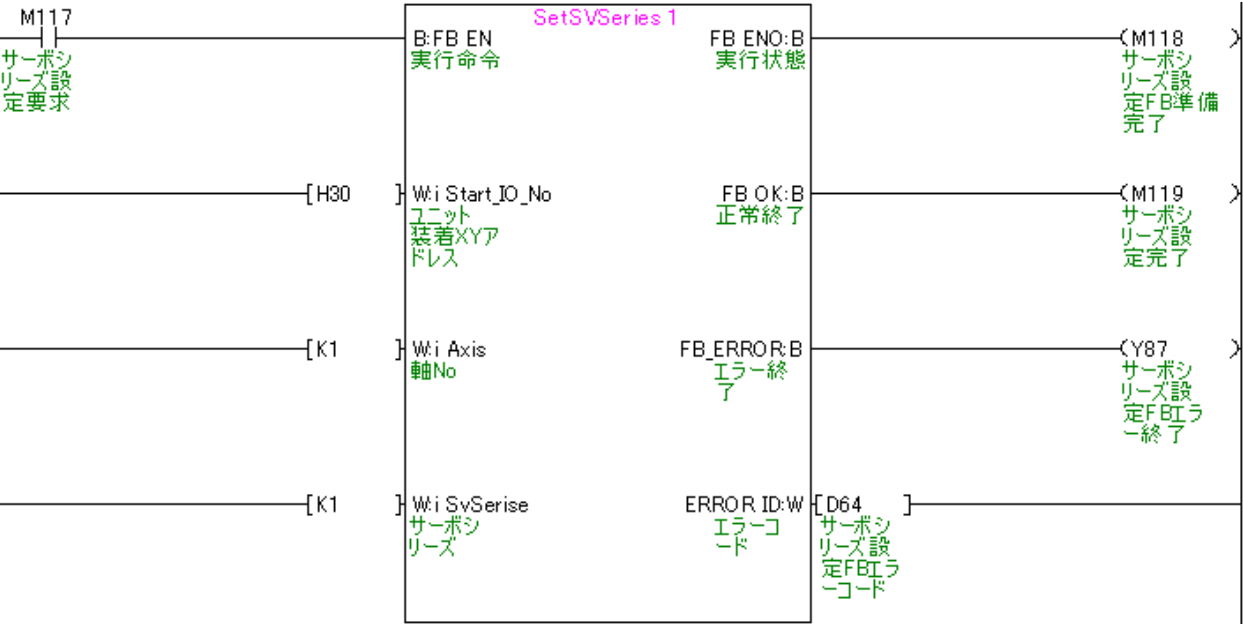 SetSVSeries 1
M117
B:FB EN
FB ENO:B
(M118 )
サーボシ
リーズ設
定要求
実行命令
実行状態
サーボシ
リーズ設
定FB準備
完了
[H30 ]
W:i Start_IO_No
FB OK:B
(M119 )
ユニット
装着XYア
ドレス
正常終了
サーボシ
リーズ設
定完了
[K1 ]
W:i Axis
FB_ERROR:B
(Y87 )
軸No
エラー終
了
サーボシ
リーズ設
定FBエラ
ー終了
[K1 ]
W:i SvSerise
ERROR ID:W
[D64 ]
サーボシ
リーズ
エラーコ
ード
サーボシ
リーズ設
定FBエラ
ーコード